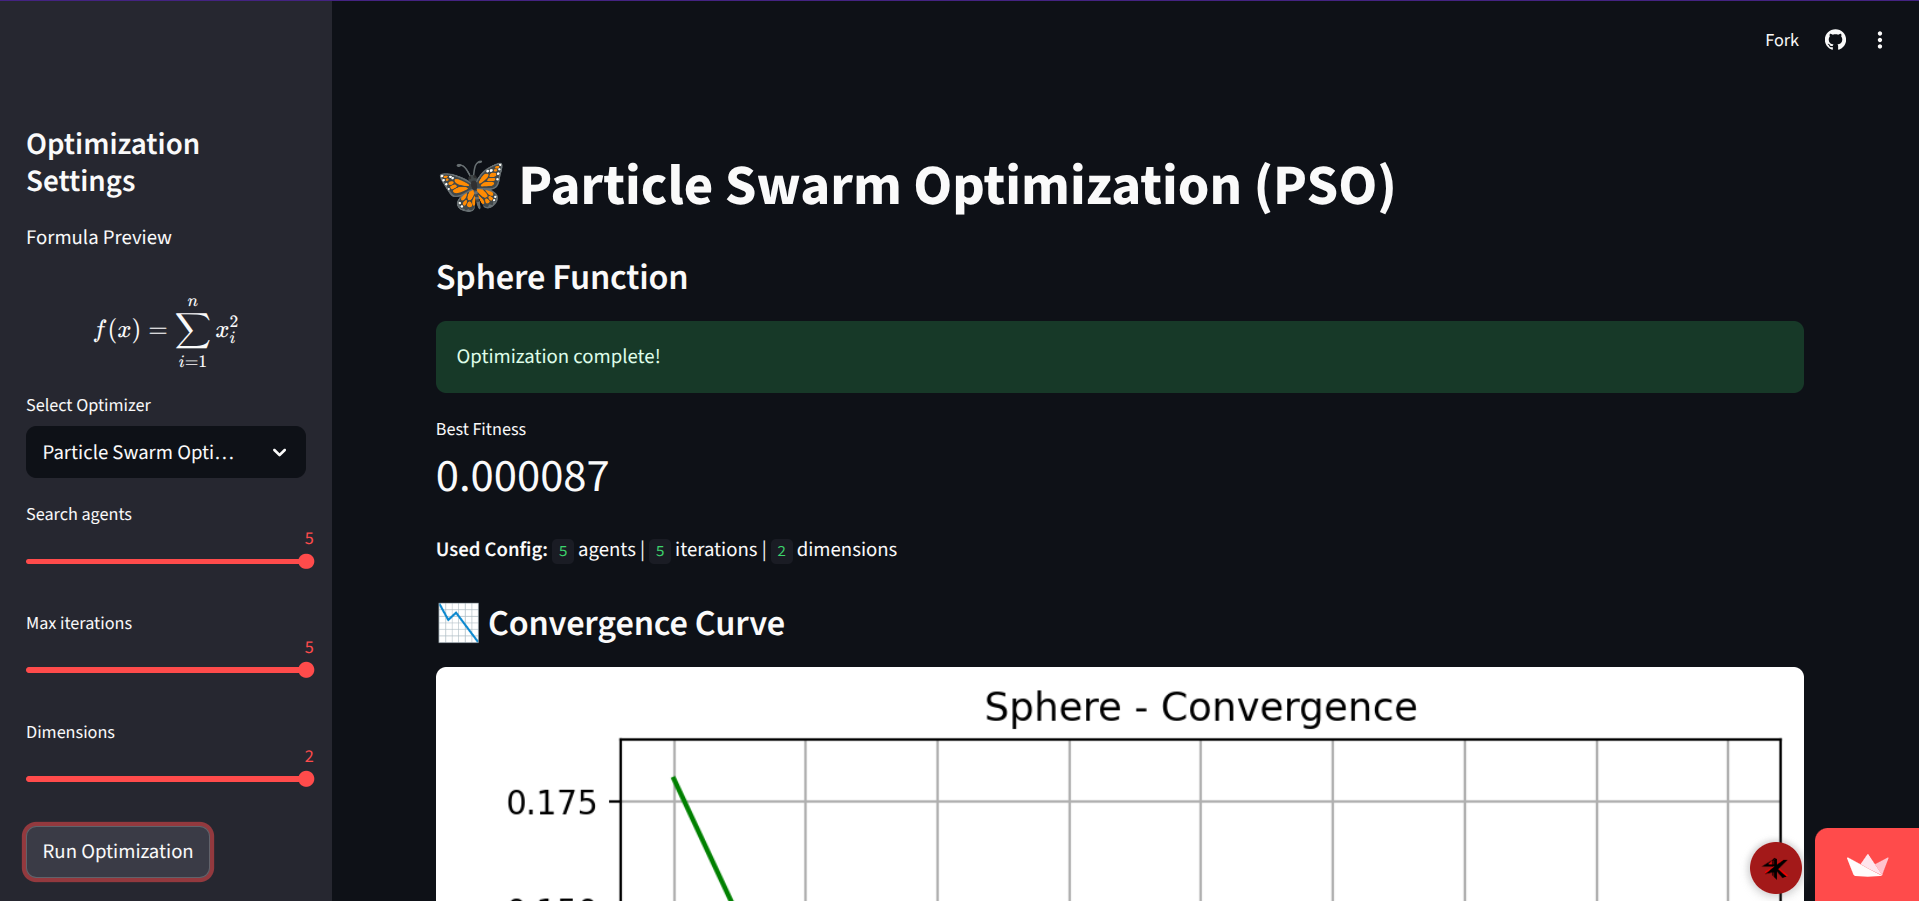 Fork
Optimization
Settings
Formula Preview
f(x) = \sum_{i=1}^{n} x_i^2
Select Optimizer
Particle Swarm Opti...
Search agents
5
Max iterations
5
Dimensions
2
Run Optimization
Particle Swarm Optimization (PSO)
Sphere Function
Optimization complete!
Best Fitness
0.000087
Used Config: 5 agents | 5 iterations | 2 dimensions
Convergence Curve
Sphere - Convergence
0.175